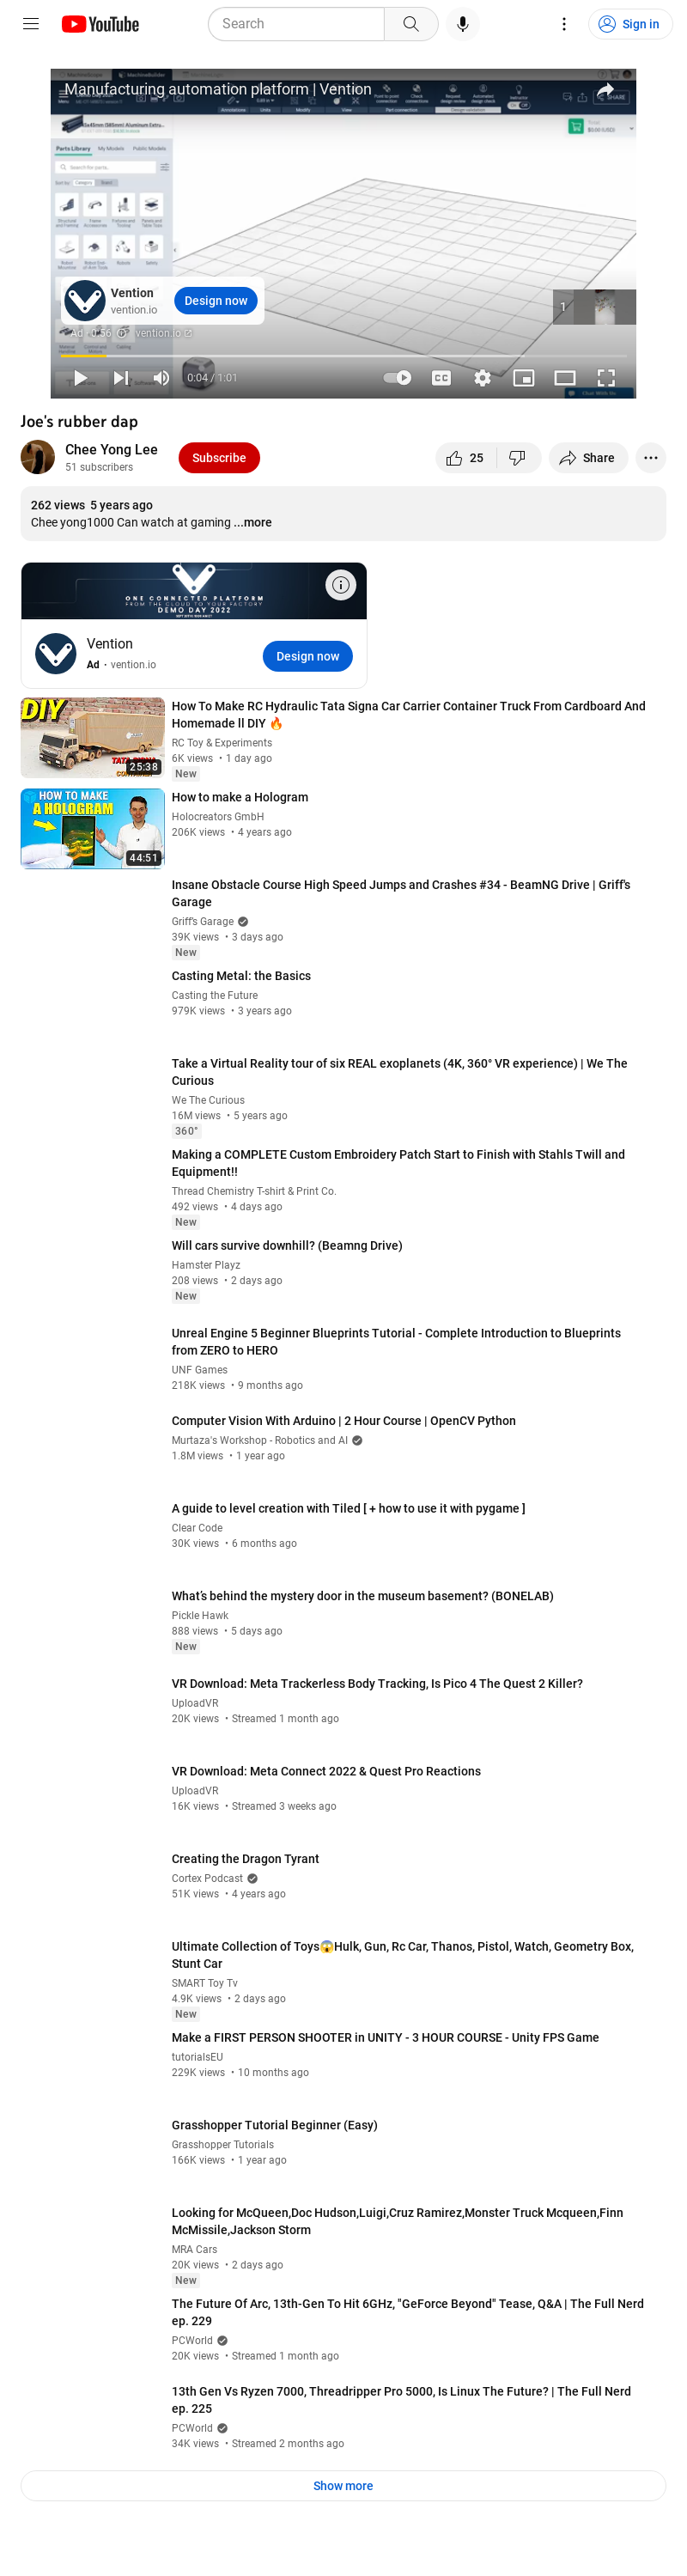 YouTube
Search
Sign in
Manufacturing automation platform | Vention
SHARE
Parts Library My Models Public Models
Search for parts...
Vention
vention.io
Design now
1
Ad · 0:56 vention.io
0:04 / 1:01
CC
Joe's rubber dap
Chee Yong Lee
51 subscribers
Subscribe
25
Share
262 views 5 years ago
Chee yong1000 Can watch at gaming ...more
ONE CONNECTED PLATFORM
FROM THE CLOUD TO YOUR FACTORY
DEMO DAY 2022
Vention
Ad · vention.io
Design now
DIY
25:38
How To Make RC Hydraulic Tata Signa Car Carrier Container Truck From Cardboard And
Homemade ll DIY 🔥
RC Toy & Experiments
6K views • 1 day ago
New
HOW TO MAKE
A HOLOGRAM
44:51
How to make a Hologram
Holocreators GmbH
206K views • 4 years ago
Insane Obstacle Course High Speed Jumps and Crashes #34 - BeamNG Drive | Griff's
Garage
Griff's Garage
39K views • 3 days ago
New
Casting Metal: the Basics
Casting the Future
979K views • 3 years ago
Take a Virtual Reality tour of six REAL exoplanets (4K, 360° VR experience) | We The
Curious
We The Curious
16M views • 5 years ago
360°
Making a COMPLETE Custom Embroidery Patch Start to Finish with Stahls Twill and
Equipment!!
Thread Chemistry T-shirt & Print Co.
492 views • 4 days ago
New
Will cars survive downhill? (Beamng Drive)
Hamster Playz
208 views • 2 days ago
New
Unreal Engine 5 Beginner Blueprints Tutorial - Complete Introduction to Blueprints
from ZERO to HERO
UNF Games
218K views • 9 months ago
Computer Vision With Arduino | 2 Hour Course | OpenCV Python
Murtaza's Workshop - Robotics and AI
1.8M views • 1 year ago
A guide to level creation with Tiled [ + how to use it with pygame ]
Clear Code
30K views • 6 months ago
What's behind the mystery door in the museum basement? (BONELAB)
Pickle Hawk
888 views • 5 days ago
New
VR Download: Meta Trackerless Body Tracking, Is Pico 4 The Quest 2 Killer?
UploadVR
20K views • Streamed 1 month ago
VR Download: Meta Connect 2022 & Quest Pro Reactions
UploadVR
16K views • Streamed 3 weeks ago
Creating the Dragon Tyrant
Cortex Podcast
51K views • 4 years ago
Ultimate Collection of Toys😱Hulk, Gun, Rc Car, Thanos, Pistol, Watch, Geometry Box,
Stunt Car
SMART Toy Tv
4.9K views • 2 days ago
New
Make a FIRST PERSON SHOOTER in UNITY - 3 HOUR COURSE - Unity FPS Game
tutorialsEU
229K views • 10 months ago
Grasshopper Tutorial Beginner (Easy)
Grasshopper Tutorials
166K views • 1 year ago
Looking for McQueen,Doc Hudson,Luigi,Cruz Ramirez,Monster Truck Mcqueen,Finn
McMissile,Jackson Storm
MRA Cars
20K views • 2 days ago
New
The Future Of Arc, 13th-Gen To Hit 6GHz, "GeForce Beyond" Tease, Q&A | The Full Nerd
ep. 229
PCWorld
20K views • Streamed 1 month ago
13th Gen Vs Ryzen 7000, Threadripper Pro 5000, Is Linux The Future? | The Full Nerd
ep. 225
PCWorld
34K views • Streamed 2 months ago
Show more